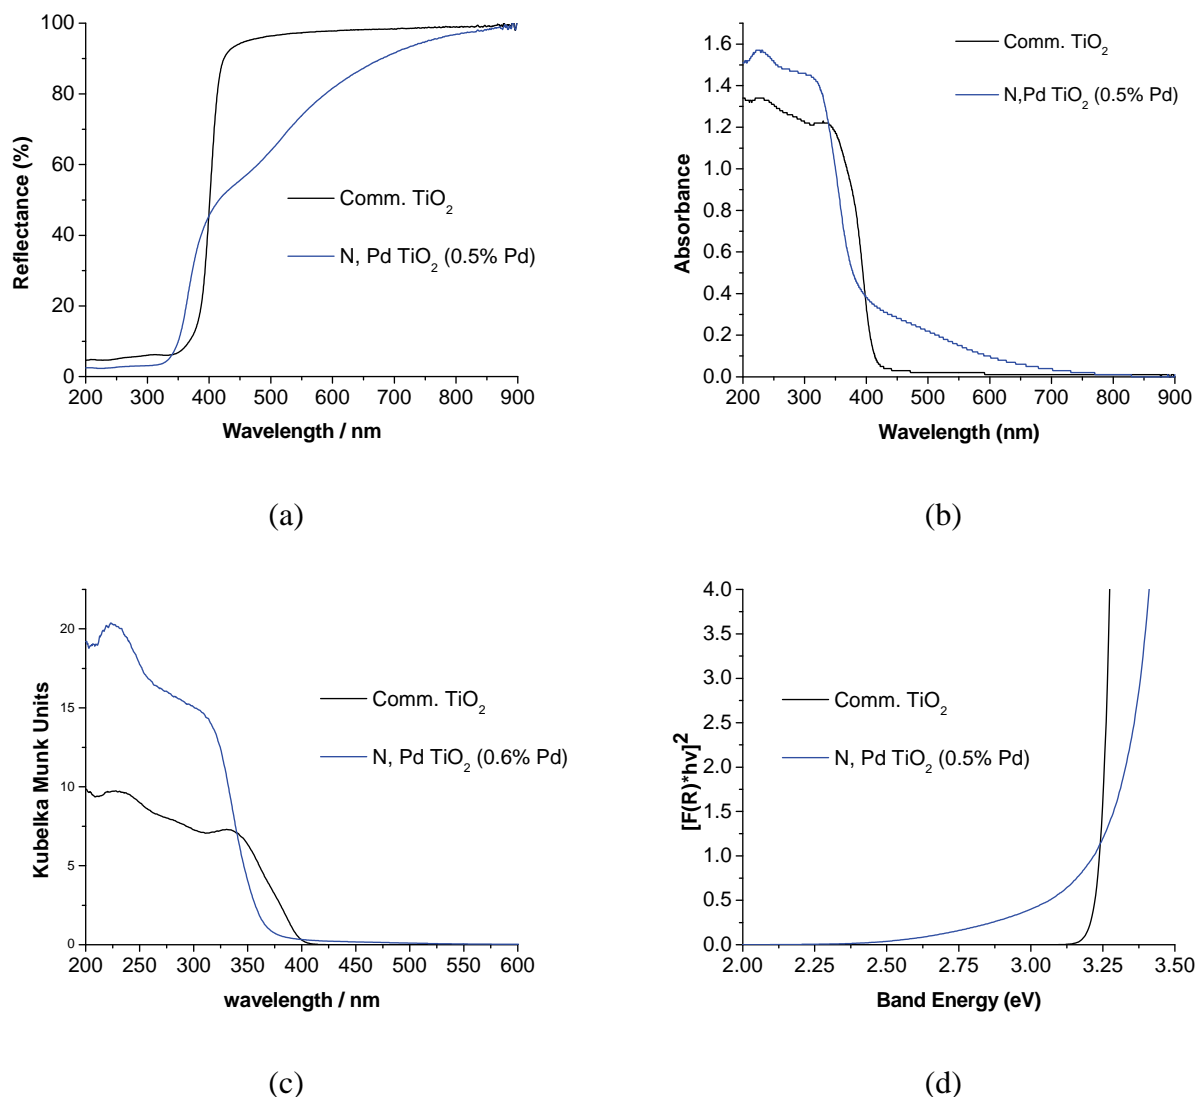 100
80
60
40
20
0
Reflectance (%)
Comm. TiO2
N, Pd TiO2 (0.5% Pd)
200 300 400 500 600 700 800 900
Wavelength / nm
(a)
1.6
1.4
1.2
1.0
0.8
0.6
0.4
0.2
0.0
Absorbance
Comm. TiO2
N,Pd TiO2 (0.5% Pd)
200 300 400 500 600 700 800 900
Wavelength (nm)
(b)
20
15
10
5
0
Kubelka Munk Units
Comm. TiO2
N, Pd TiO2 (0.6% Pd)
200 250 300 350 400 450 500 550 600
wavelength / nm
(c)
4.0
3.5
3.0
2.5
2.0
1.5
1.0
0.5
0.0
[F(R)*hv]2
Comm. TiO2
N, Pd TiO2 (0.5% Pd)
2.00 2.25 2.50 2.75 3.00 3.25 3.50
Band Energy (eV)
(d)